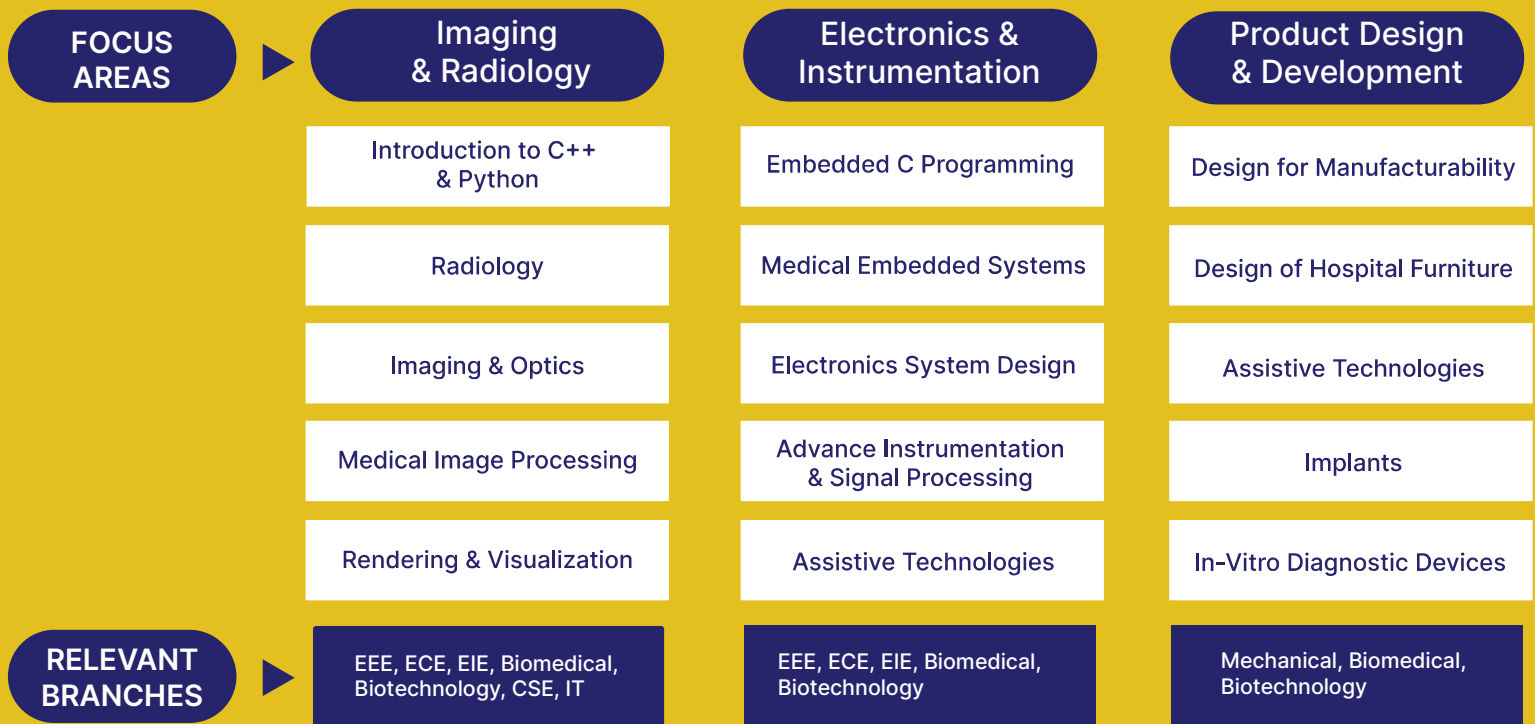 FOCUS
AREAS
Imaging
& Radiology
Electronics &
Instrumentation
Product Design
& Development
Introduction to C++
& Python
Embedded C Programming
Design for Manufacturability
Radiology
Medical Embedded Systems
Design of Hospital Furniture
Imaging & Optics
Electronics System Design
Assistive Technologies
Medical Image Processing
Advance Instrumentation
& Signal Processing
Implants
Rendering & Visualization
Assistive Technologies
In-Vitro Diagnostic Devices
RELEVANT
BRANCHES
EEE, ECE, EIE, Biomedical,
Biotechnology, CSE, IT
EEE, ECE, EIE, Biomedical,
Biotechnology
Mechanical, Biomedical,
Biotechnology